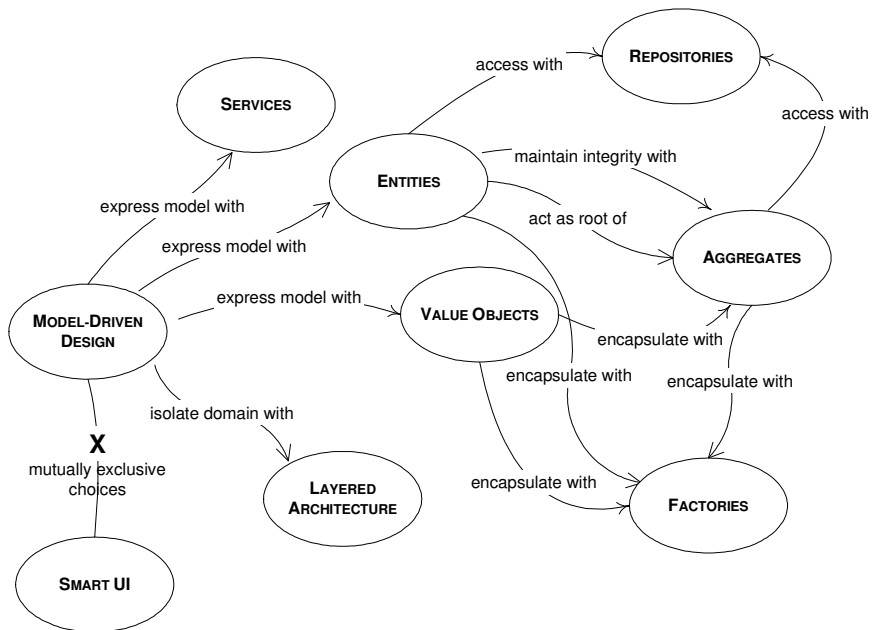 REPOSITORIES
access with
SERVICES
access with
maintain integrity with
ENTITIES
express model with
act as root of
express model with
AGGREGATES
express model with
VALUE OBJECTS
MODEL-DRIVEN
DESIGN
encapsulate with
encapsulate with
encapsulate with
isolate domain with
X
mutually exclusive
choices
encapsulate with
LAYERED
ARCHITECTURE
FACTORIES
SMART UI